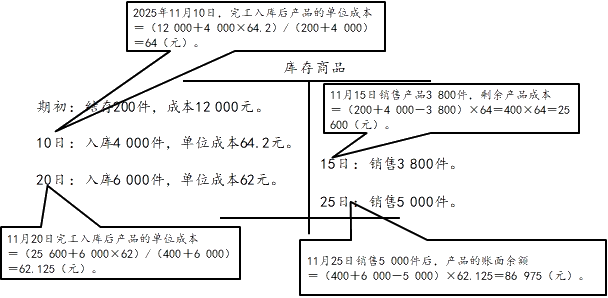 2025年11月10日，完工入库后产品的单位成本
＝（12 000＋4 000×64.2）/（200＋4 000）
＝64（元）。
库存商品
11月15日销售产品3 800件，剩余产品成本
＝（200＋4 000－3 800）×64＝400×64＝25
600（元）。
期初：结存200件，成本12 000元。
10日：入库4 000件，单位成本64.2元。
15日：销售3 800件。
20日：入库6 000件，单位成本62元。
25日：销售5 000件。
11月20日完工入库后产品的单位成本
＝（25 600＋6 000×62）/（400＋6 000）
＝62.125（元）。
11月25日销售5 000件后，产品的账面余额
＝（400＋6 000－5 000）×62.125＝86 975（元）。